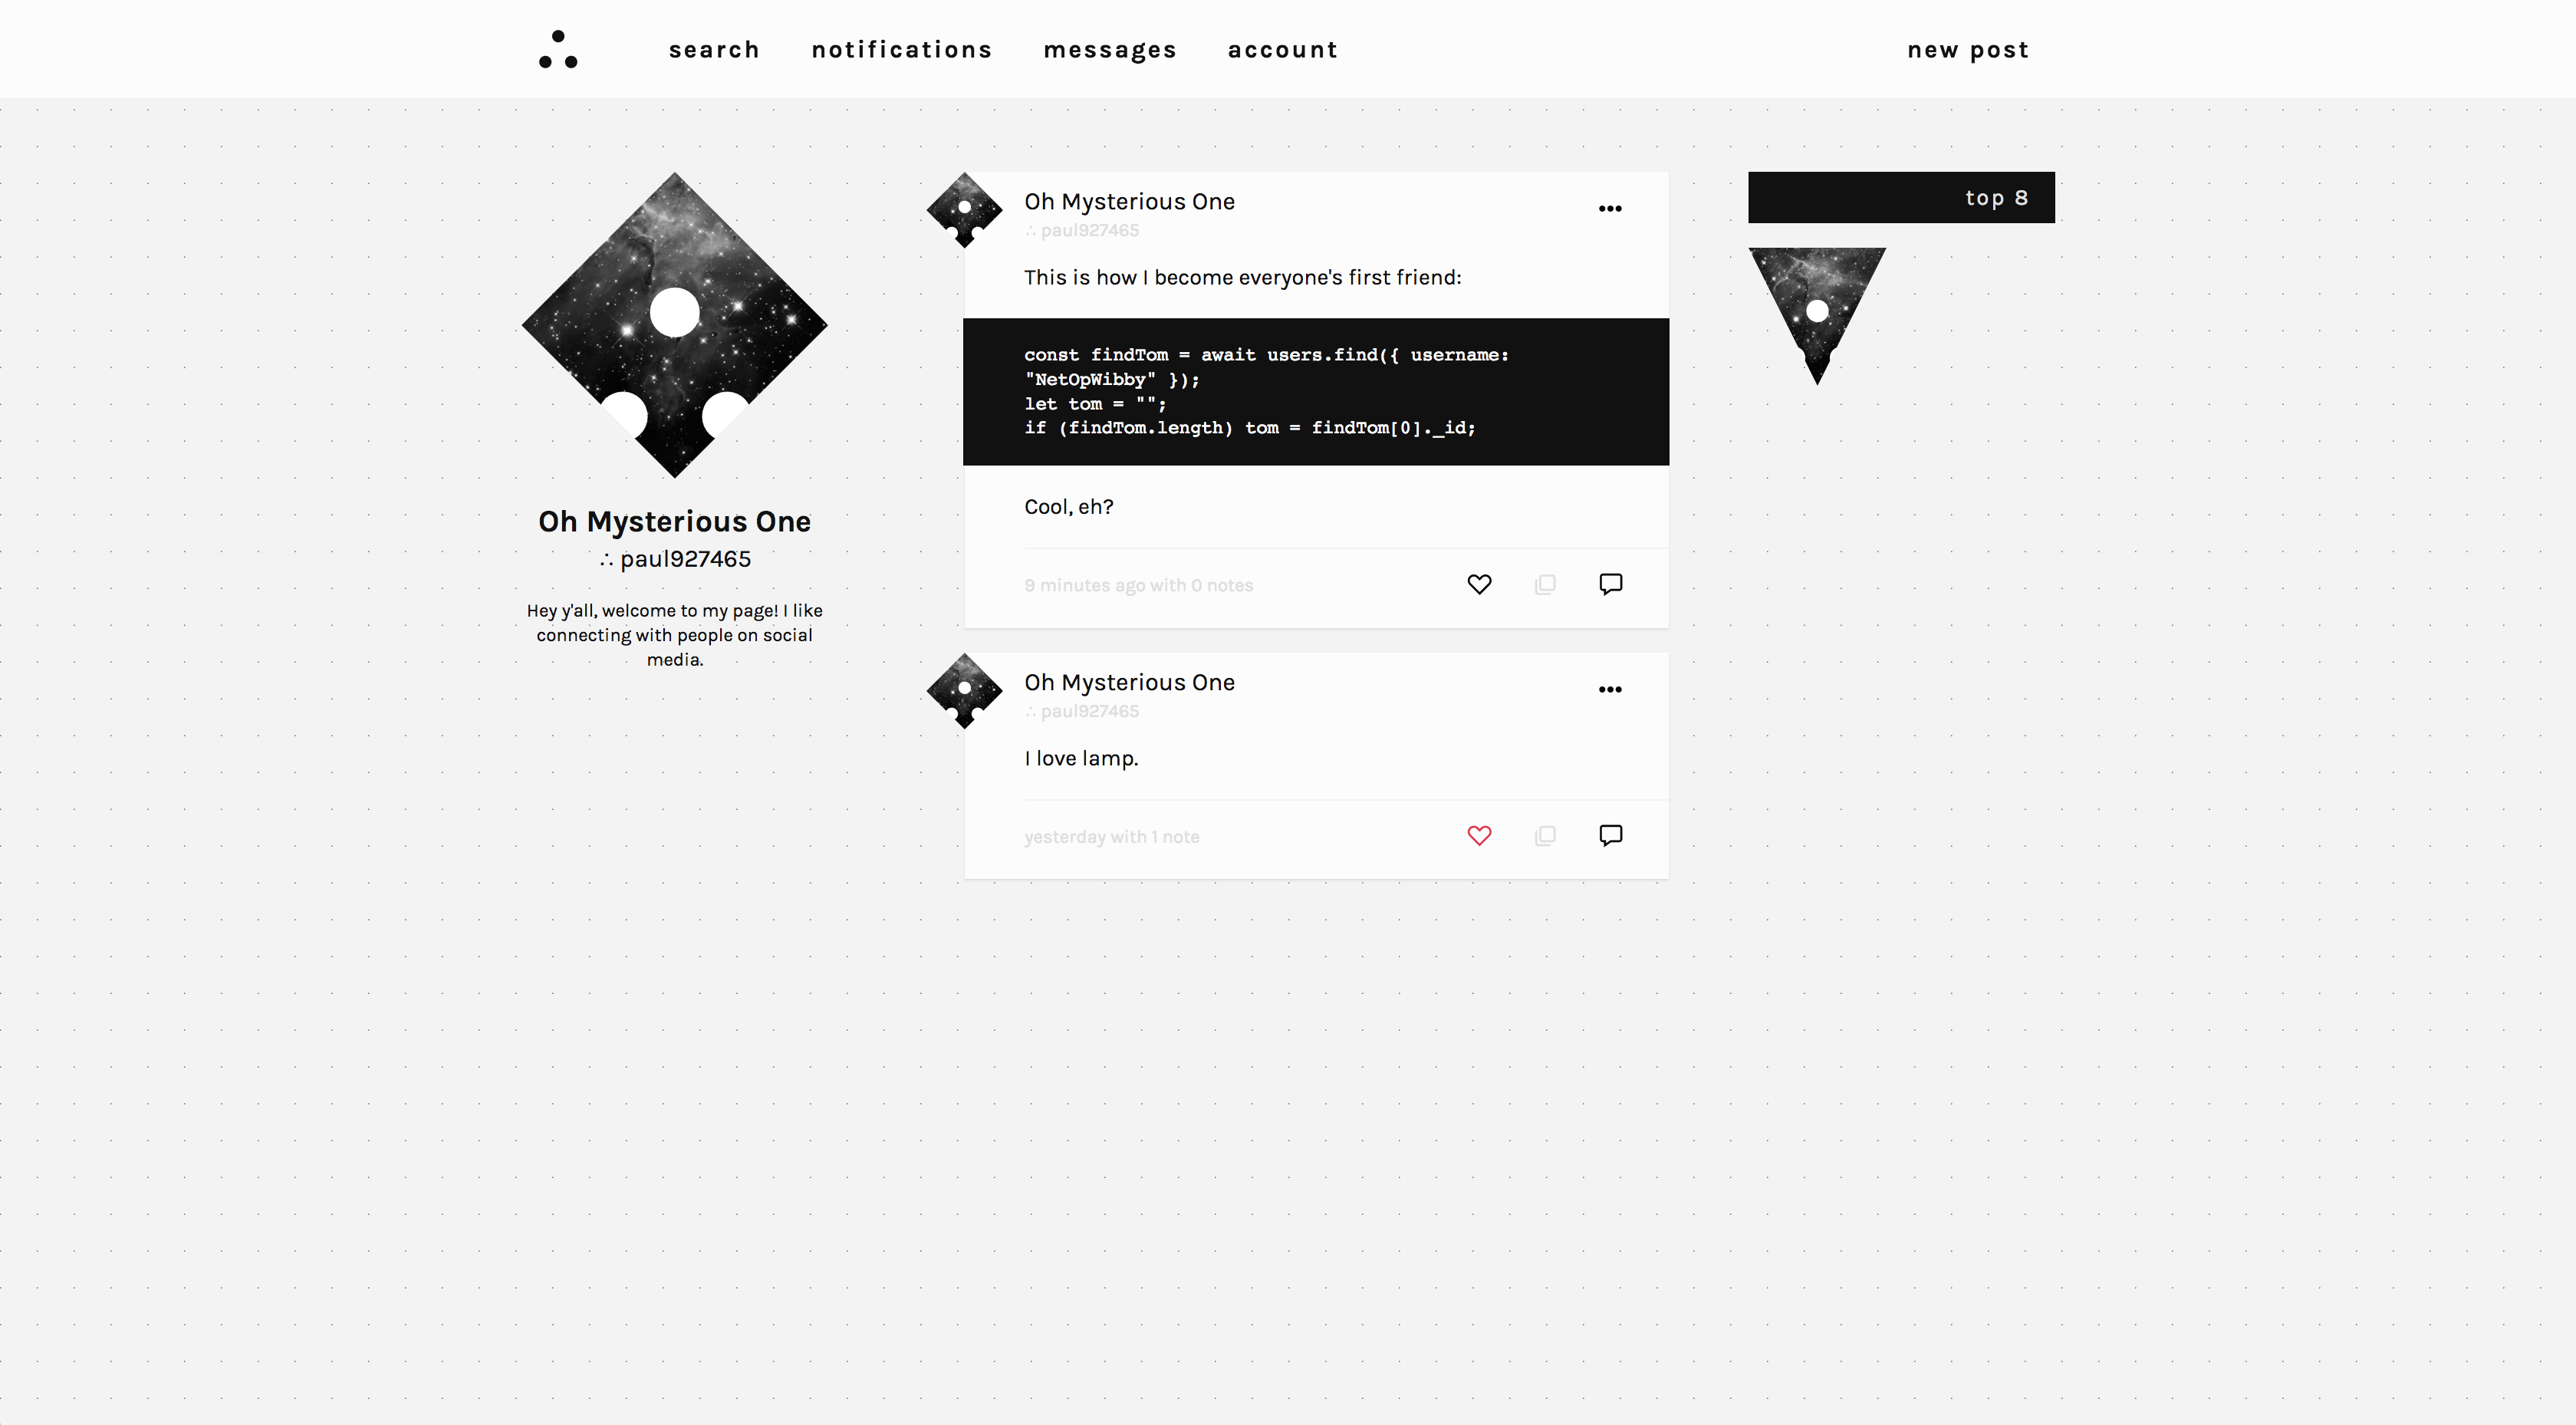 search notifications messages account new post
Oh Mysterious One
∴ paul927465
Hey y'all, welcome to my page! I like
connecting with people on social
media.
Oh Mysterious One
∴ paul927465
This is how I become everyone's first friend:
const findTom = await users.find({ username:
"NetOpWibby" });
let tom = "";
if (findTom.length) tom = findTom[0]._id;
Cool, eh?
9 minutes ago with 0 notes
Oh Mysterious One
∴ paul927465
I love lamp.
yesterday with 1 note
top 8